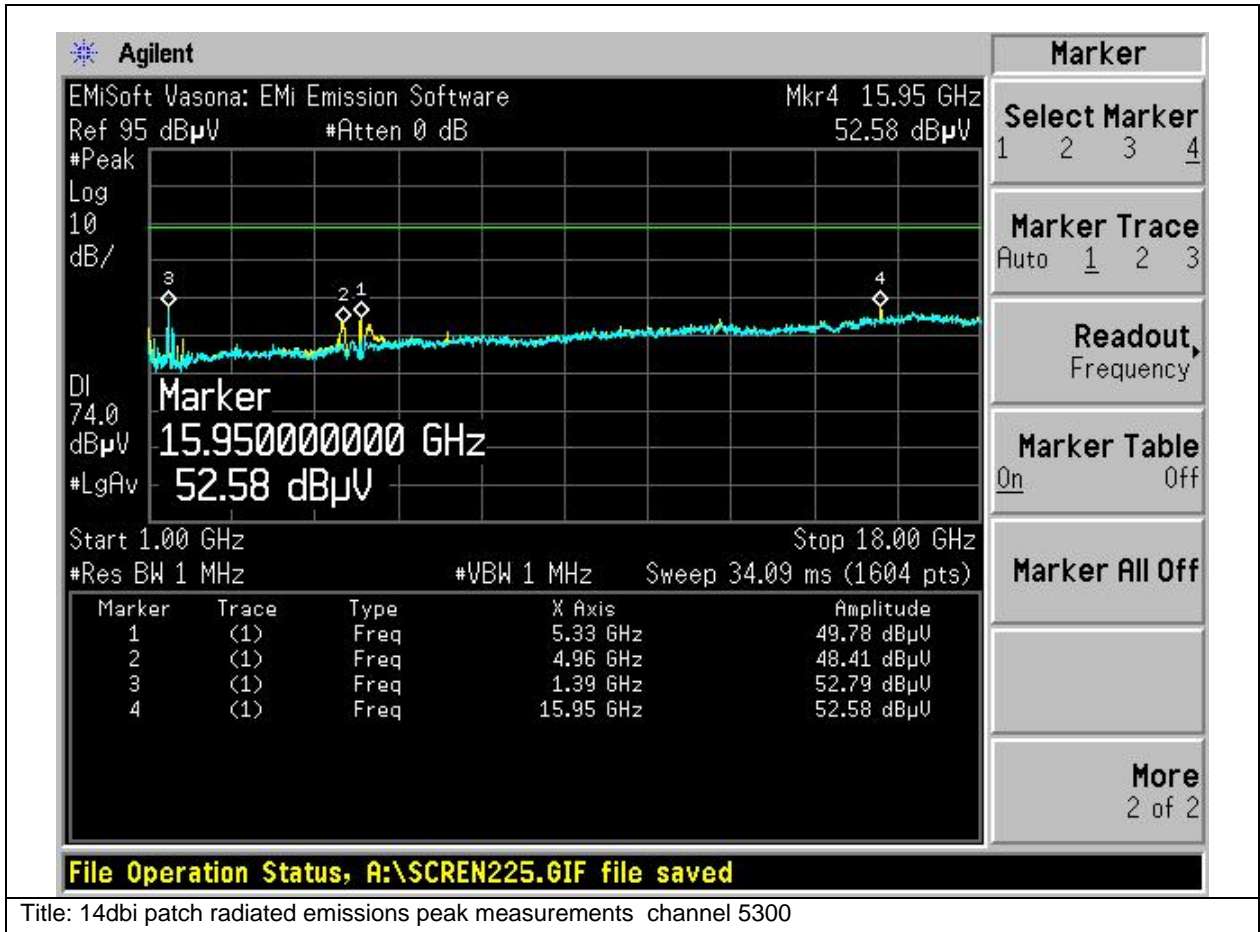 Agilent
Marker
EMiSoft Vasona: EMi Emission Software
Mkr4 15.95 GHz
Ref 95 dBµV #Atten 0 dB 52.58 dBµV
#Peak
Log
10
dB/
3
2 1
4
DI
74.0
dBµV
#LgAv
Marker
15.950000000 GHz
52.58 dBµV
Start 1.00 GHz Stop 18.00 GHz
#Res BW 1 MHz #VBW 1 MHz Sweep 34.09 ms (1604 pts)
Marker Trace Type X Axis Amplitude
1 (1) Freq 5.33 GHz 49.78 dBµV
2 (1) Freq 4.96 GHz 48.41 dBµV
3 (1) Freq 1.39 GHz 52.79 dBµV
4 (1) Freq 15.95 GHz 52.58 dBµV
Select Marker
1 2 3 4
Marker Trace
Auto 1 2 3
Readout
Frequency
Marker Table
On Off
Marker All Off
More
2 of 2
File Operation Status, A:\SCREN225.GIF file saved
Title: 14dbi patch radiated emissions peak measurements channel 5300